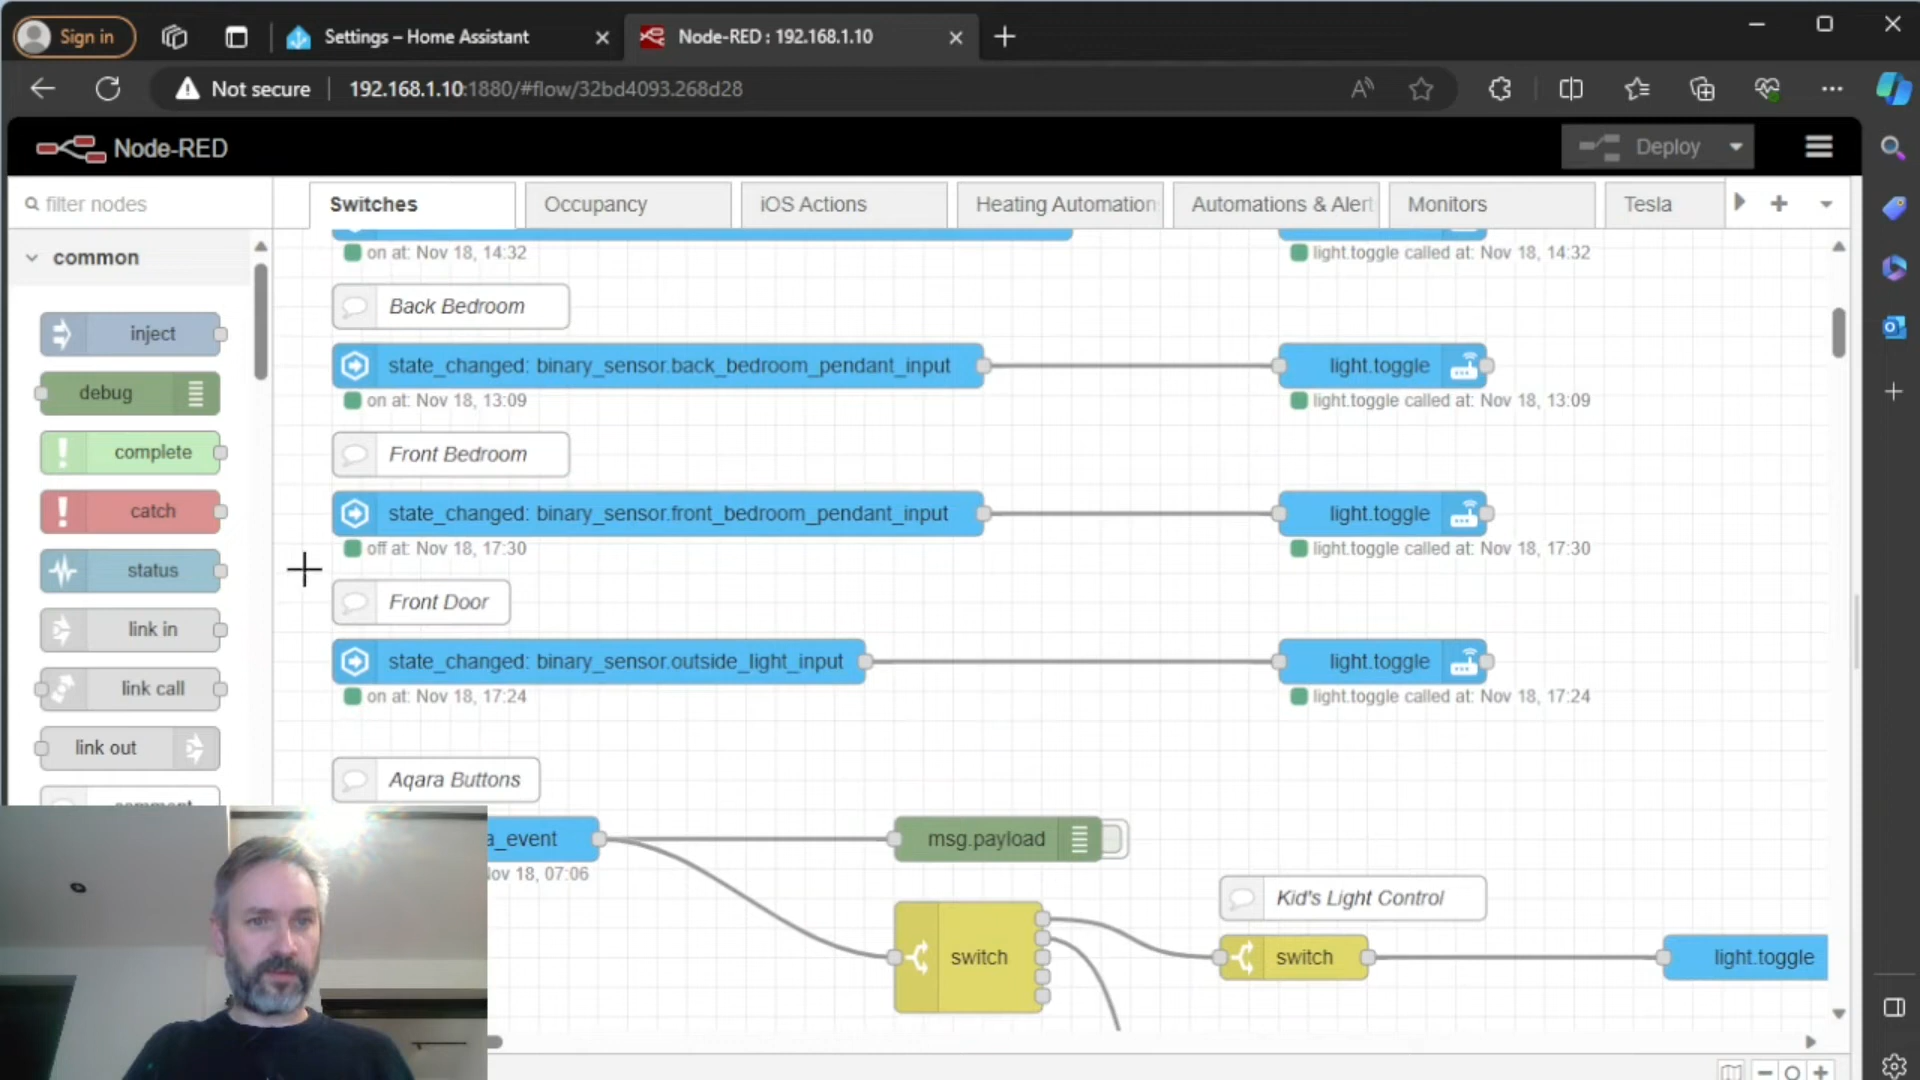 Sign in
Settings – Home Assistant
Node-RED : 192.168.1.10
Not secure
192.168.1.10:1880/#flow/32bd4093.268d28
Node-RED
Deploy
filter nodes
Switches
Occupancy
iOS Actions
Heating Automation
Automations & Alert
Monitors
Tesla
common
inject
debug
complete
catch
status
link in
link call
link out
on at: Nov 18, 14:32
light.toggle called at: Nov 18, 14:32
Back Bedroom
state_changed: binary_sensor.back_bedroom_pendant_input
light.toggle
on at: Nov 18, 13:09
light.toggle called at: Nov 18, 13:09
Front Bedroom
state_changed: binary_sensor.front_bedroom_pendant_input
light.toggle
off at: Nov 18, 17:30
light.toggle called at: Nov 18, 17:30
Front Door
state_changed: binary_sensor.outside_light_input
light.toggle
on at: Nov 18, 17:24
light.toggle called at: Nov 18, 17:24
Aqara Buttons
a_event
msg.payload
Nov 18, 07:06
Kid's Light Control
switch
switch
light.toggle